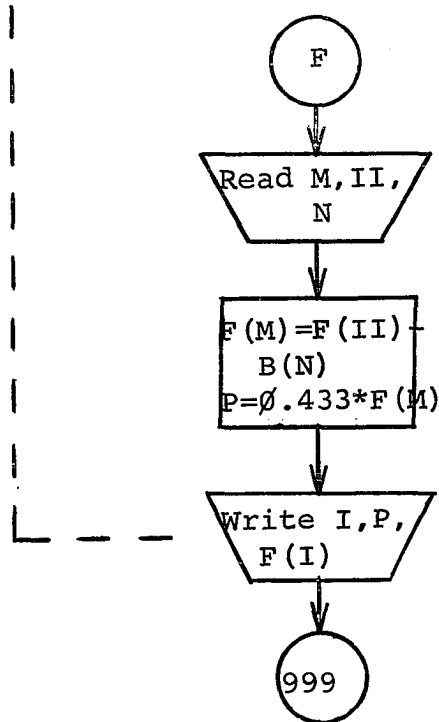 F
Read M,II,
N
F(M)=F(II)-
B(N)
P=Ø.433*F(M)
Write I,P,
F(I)
999